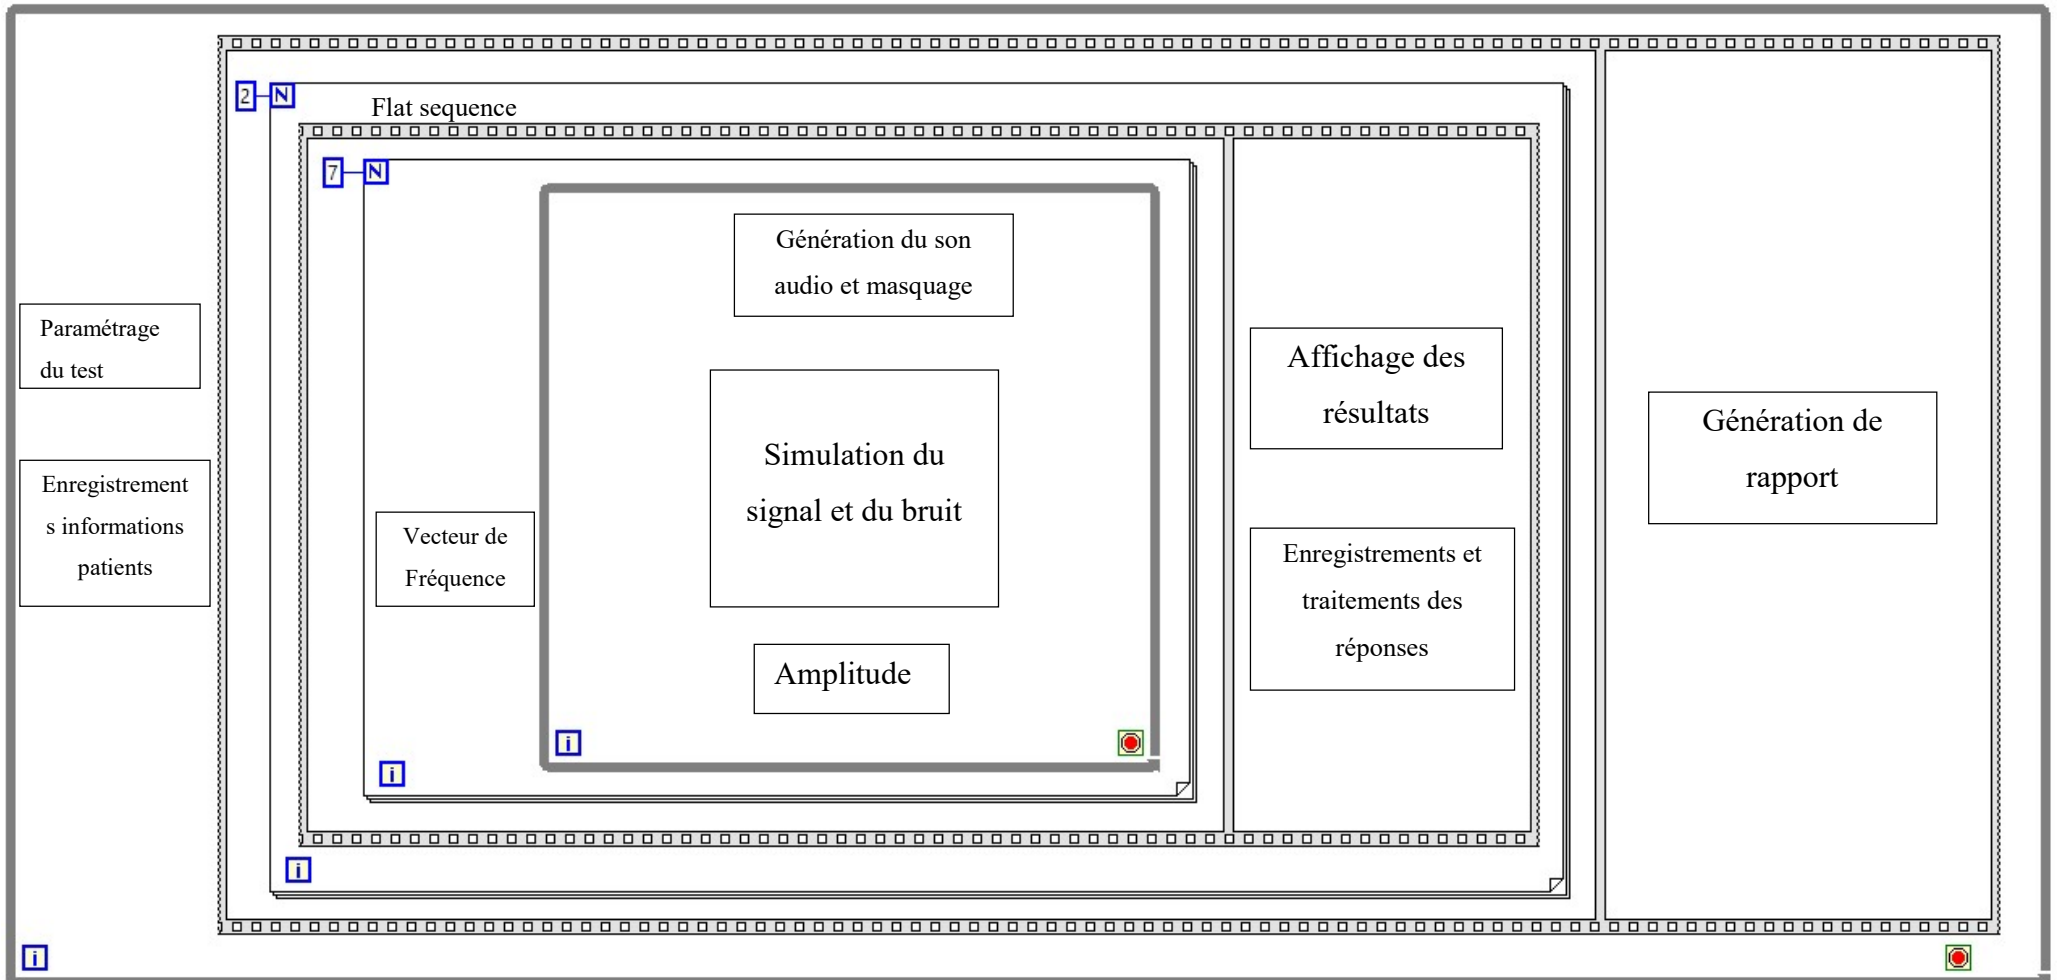 2
N
Flat sequence
7
N
Génération du son
audio et masquage
Paramétrage
du test
Affichage des
résultats
Génération de
rapport
Simulation du
signal et du bruit
Enregistrement
s informations
patients
Vecteur de
Fréquence
Enregistrements et
traitements des
réponses
Amplitude
i
i
i
i